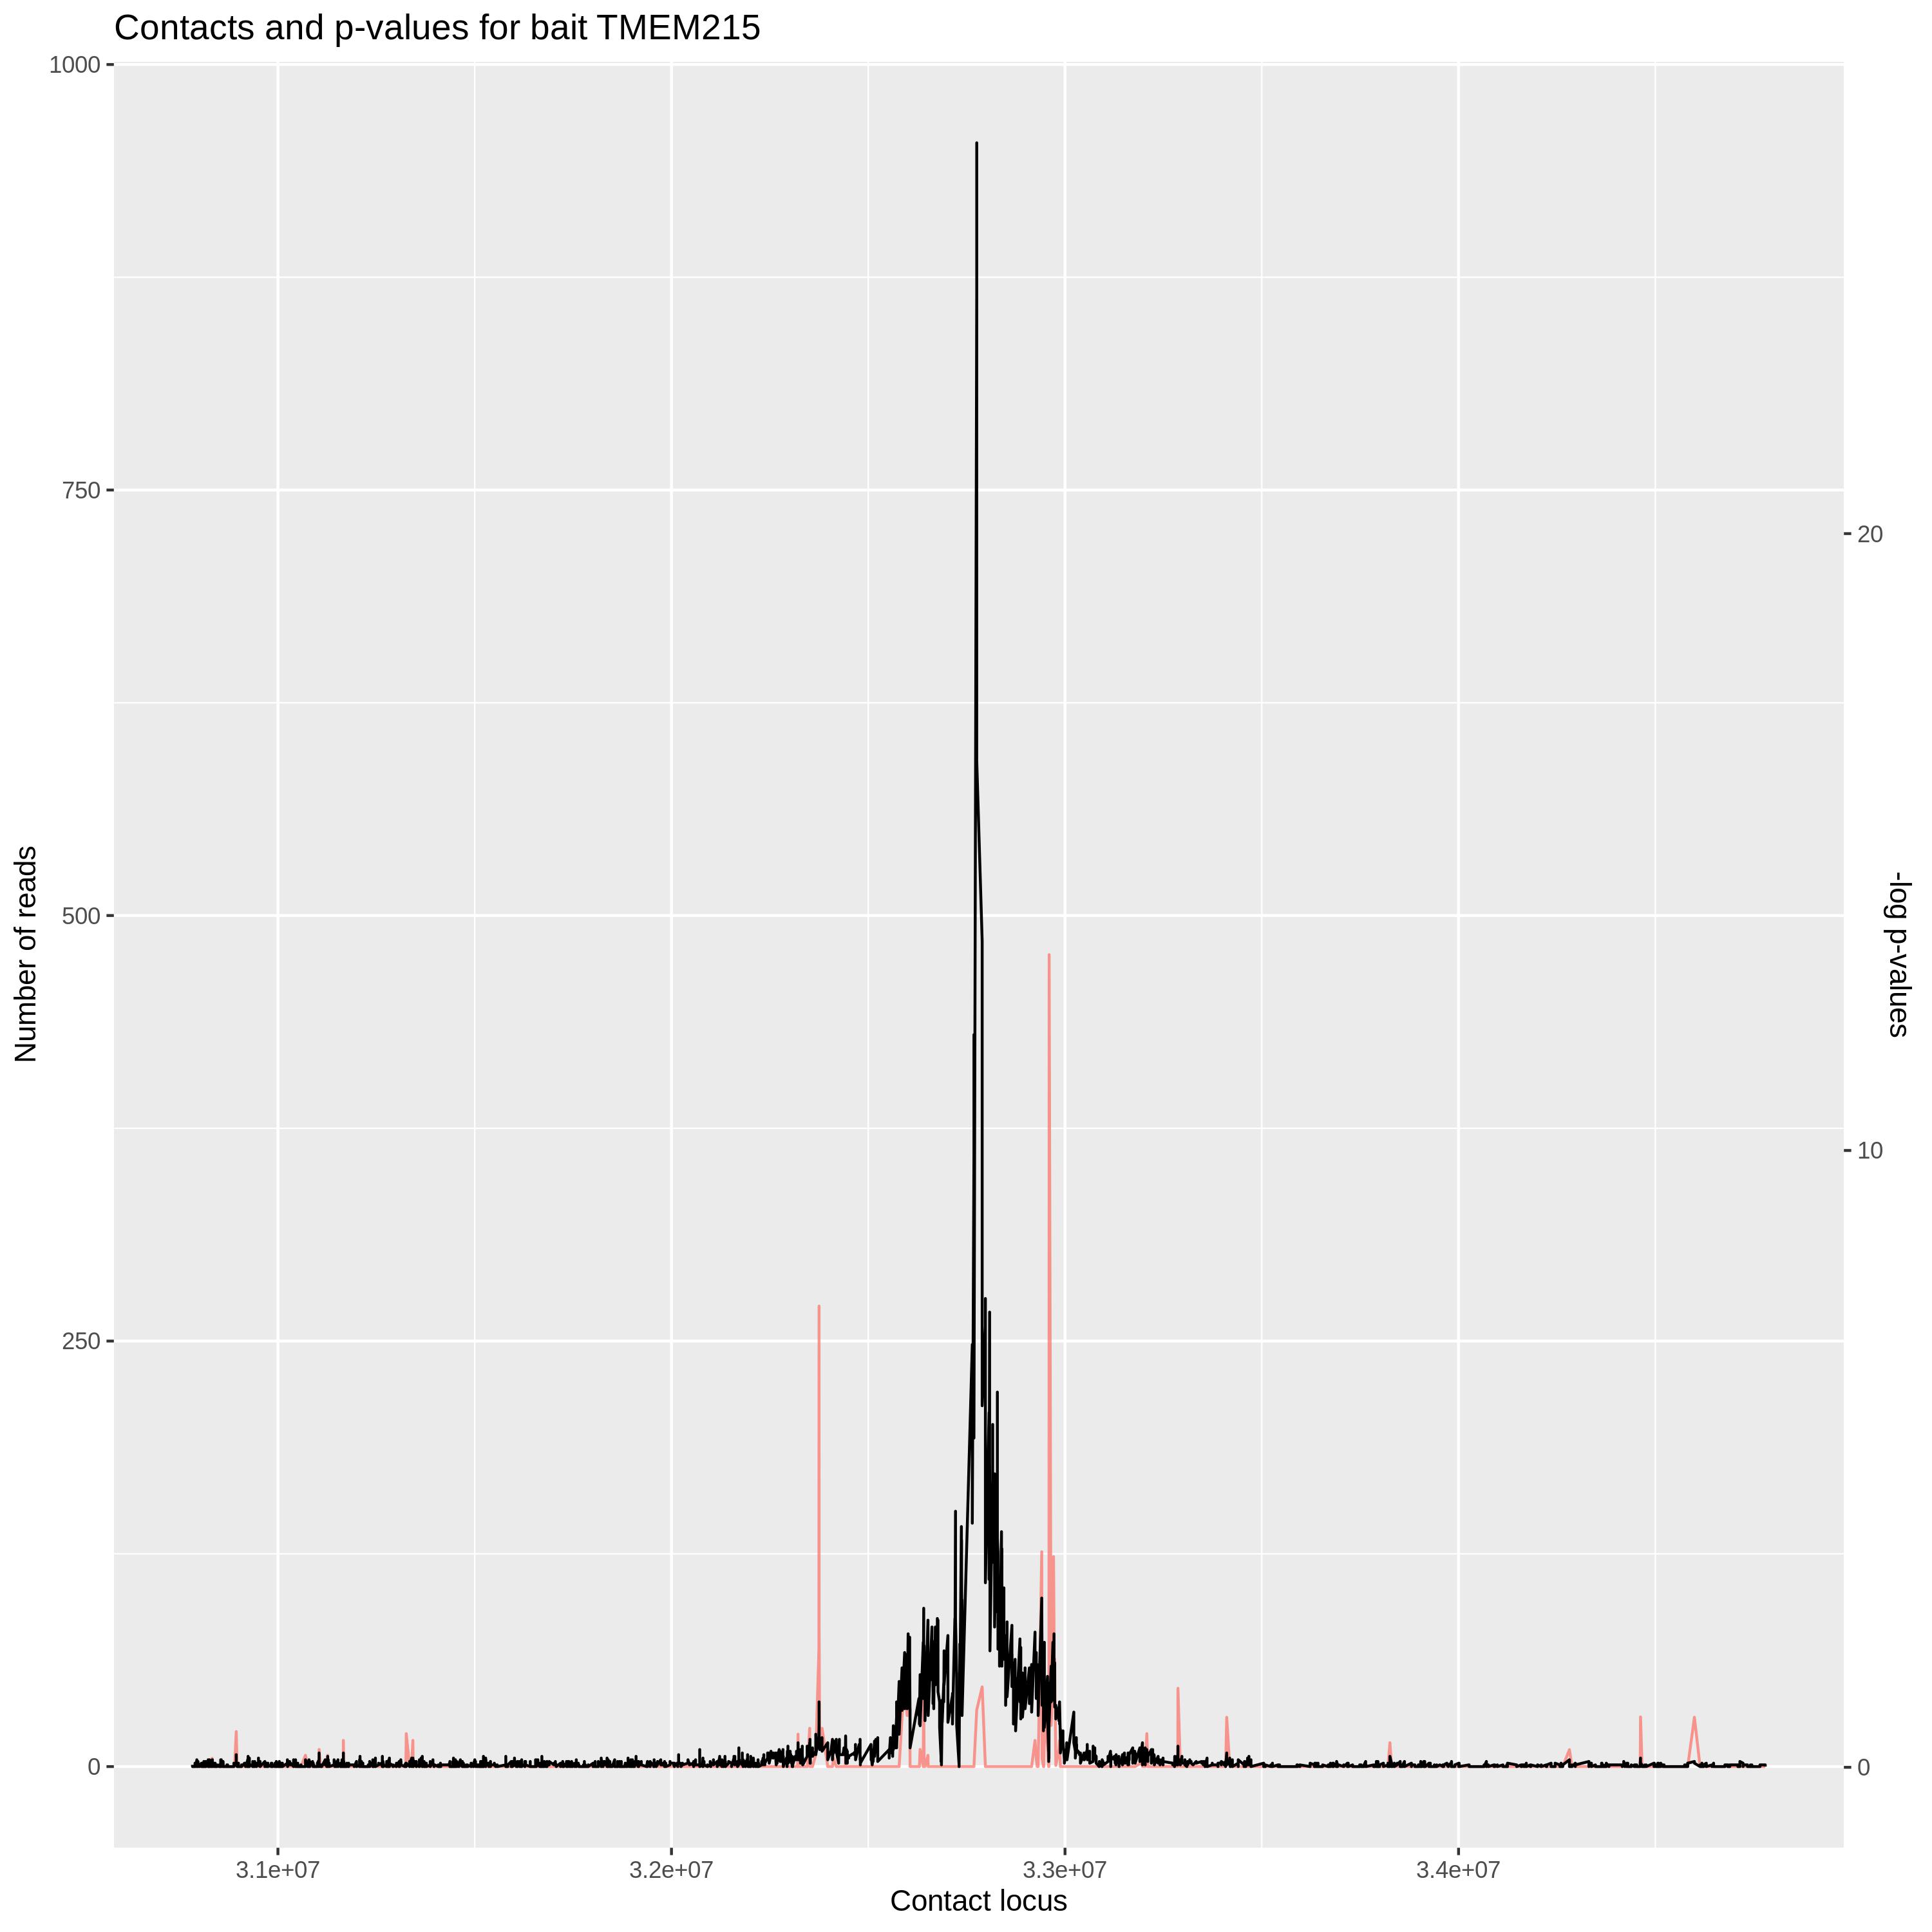 Contacts and p-values for bait TMEM215
1000
750
500
250
0
Number of reads
20
10
0
-log p-values
3.1e+07 3.2e+07 3.3e+07 3.4e+07
Contact locus